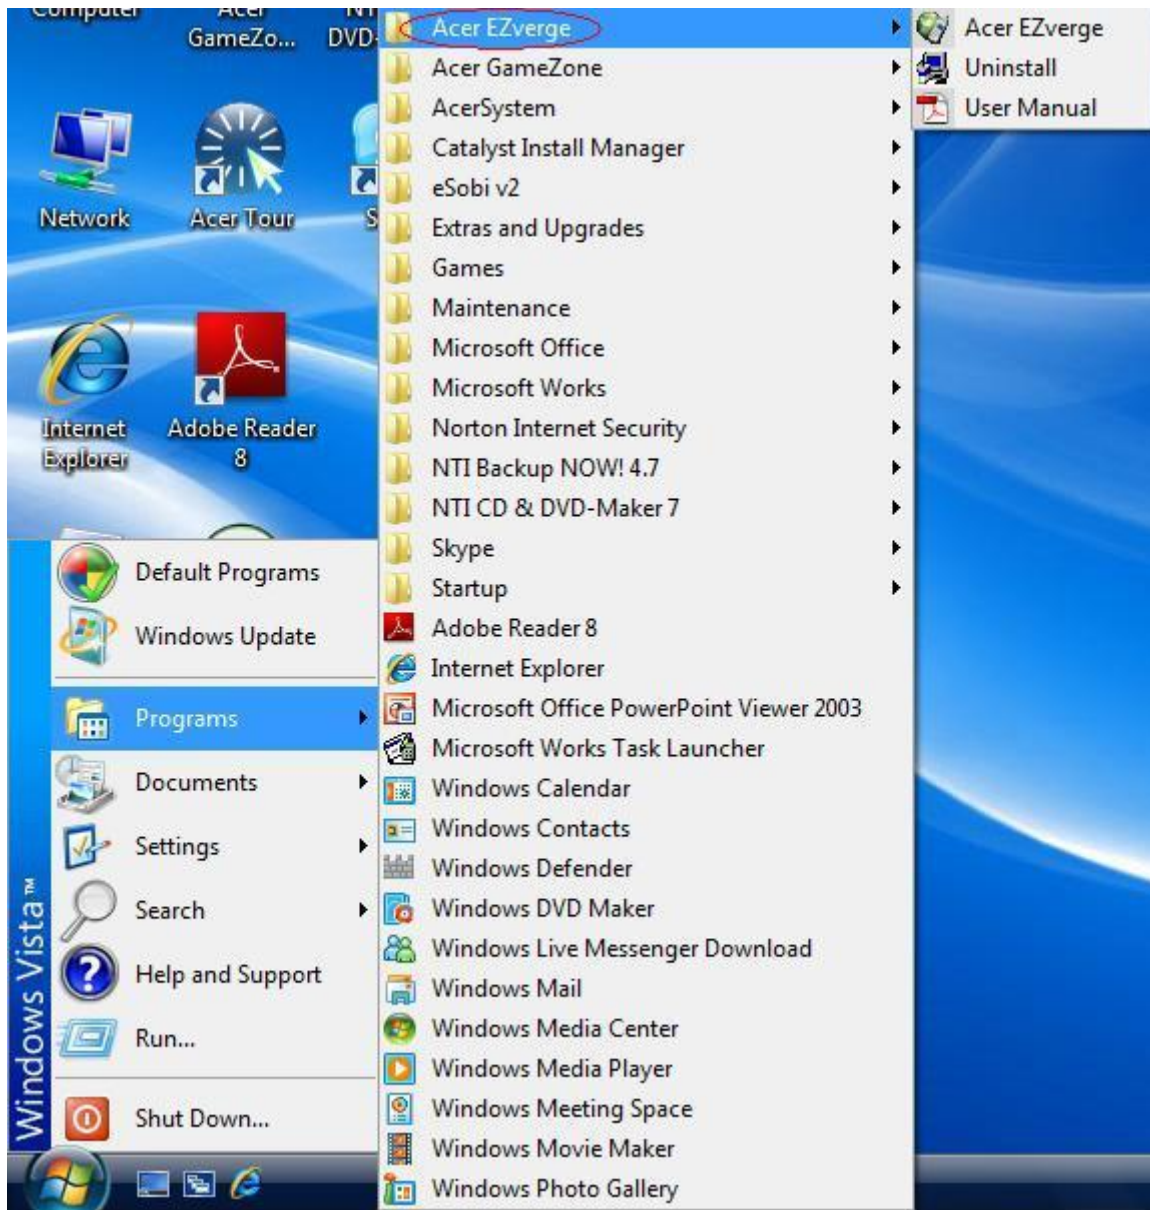 Computer
Acer
GameZo...
Network
Acer Tour
Internet
Explorer
Adobe Reader
8
Default Programs
Windows Update
Programs
Documents
Settings
Search
Help and Support
Run...
Shut Down...
Windows Vista™
Acer EZverge
Acer GameZone
AcerSystem
Catalyst Install Manager
eSobi v2
Extras and Upgrades
Games
Maintenance
Microsoft Office
Microsoft Works
Norton Internet Security
NTI Backup NOW! 4.7
NTI CD & DVD-Maker 7
Skype
Startup
Adobe Reader 8
Internet Explorer
Microsoft Office PowerPoint Viewer 2003
Microsoft Works Task Launcher
Windows Calendar
Windows Contacts
Windows Defender
Windows DVD Maker
Windows Live Messenger Download
Windows Mail
Windows Media Center
Windows Media Player
Windows Meeting Space
Windows Movie Maker
Windows Photo Gallery
Acer EZverge
Uninstall
User Manual